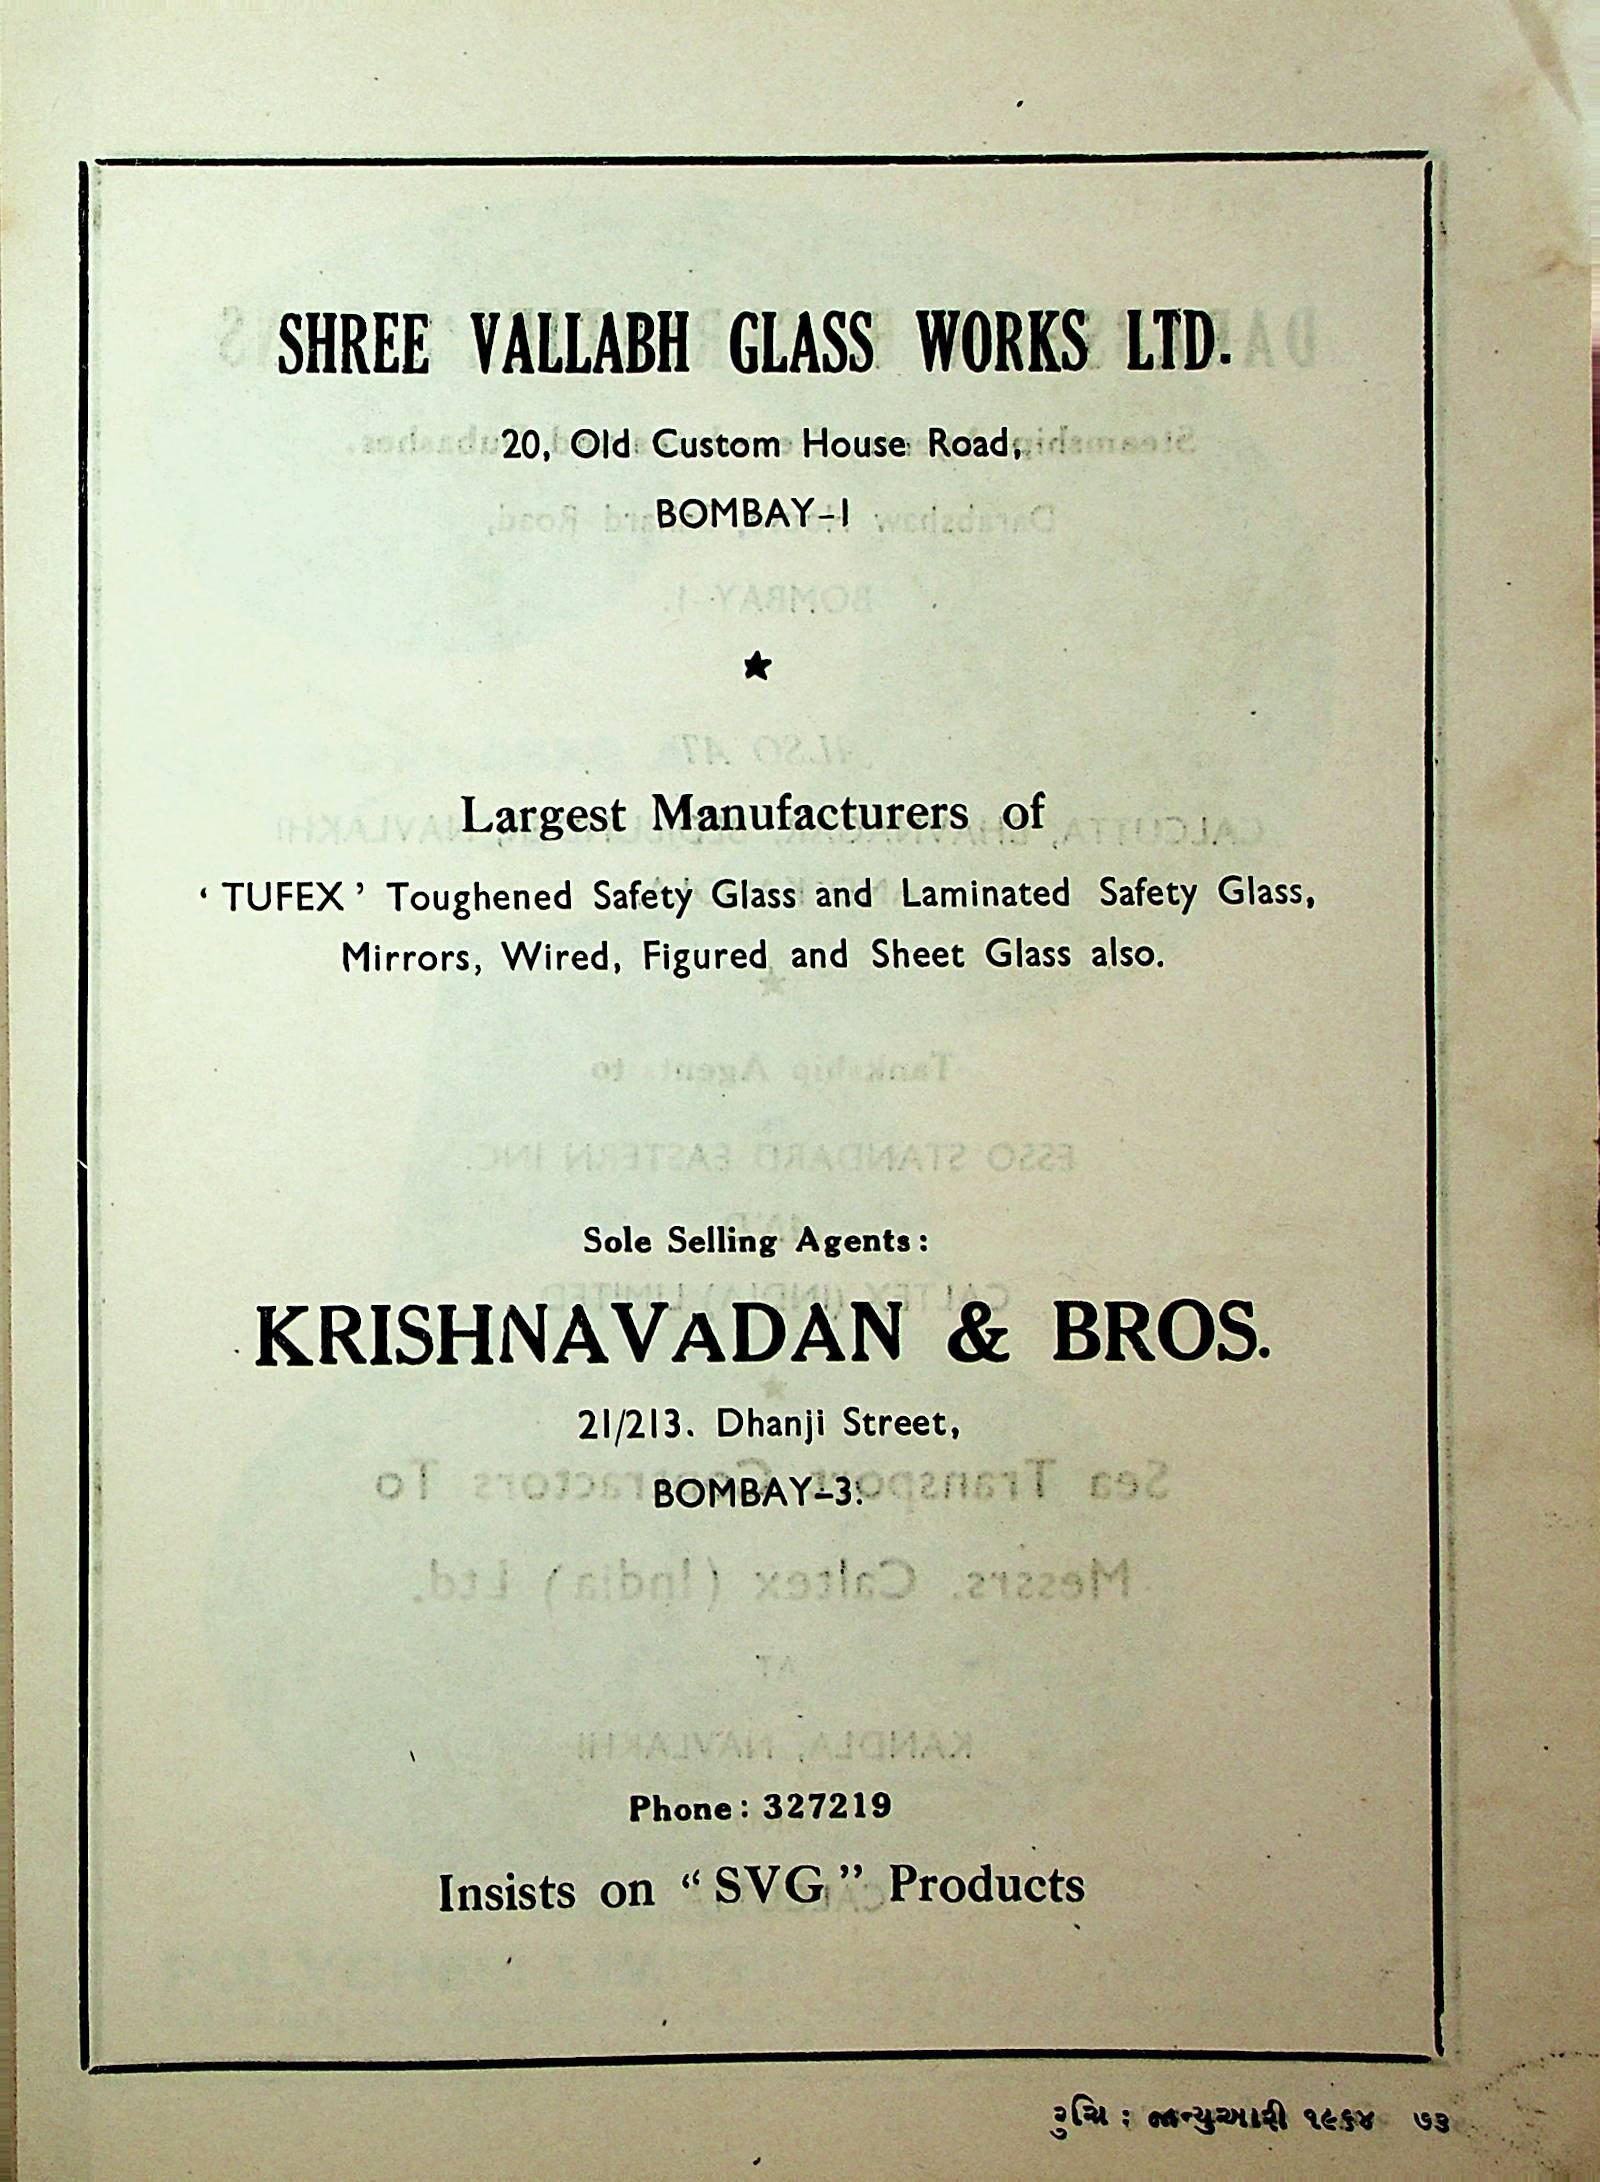 SHREE VALLABH GLASS WORKS LTD.
20, Old Custom House Road,
BOMBAY-1
★
Largest Manufacturers of
‘ TUFEX ’ Toughened Safety Glass and Laminated Safety Glass,
Mirrors, Wired, Figured and Sheet Glass also.
Sole Selling Agents:
KRISHNAVADAN & BROS.
21/213. Dhanji Street,
BOMBAY-3.
Phone: 327219
Insists on “SVG” Products
રુચિ : જાન્યુઆરી ૧૯૬૪ ૭૩